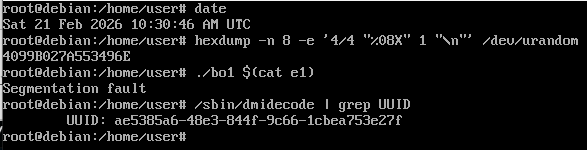 root@debian:/home/user# date
Sat 21 Feb 2026 10:30:46 AM UTC
root@debian:/home/user# hexdump -n 8 -e '4/4 "%08X" 1 "\n"' /dev/urandom
4099B027A553496E
root@debian:/home/user# ./bo1 $(cat e1)
Segmentation fault
root@debian:/home/user# /sbin/dmidecode | grep UUID
        UUID: ae5385a6-48e3-844f-9c66-1cbea753e27f
root@debian:/home/user#